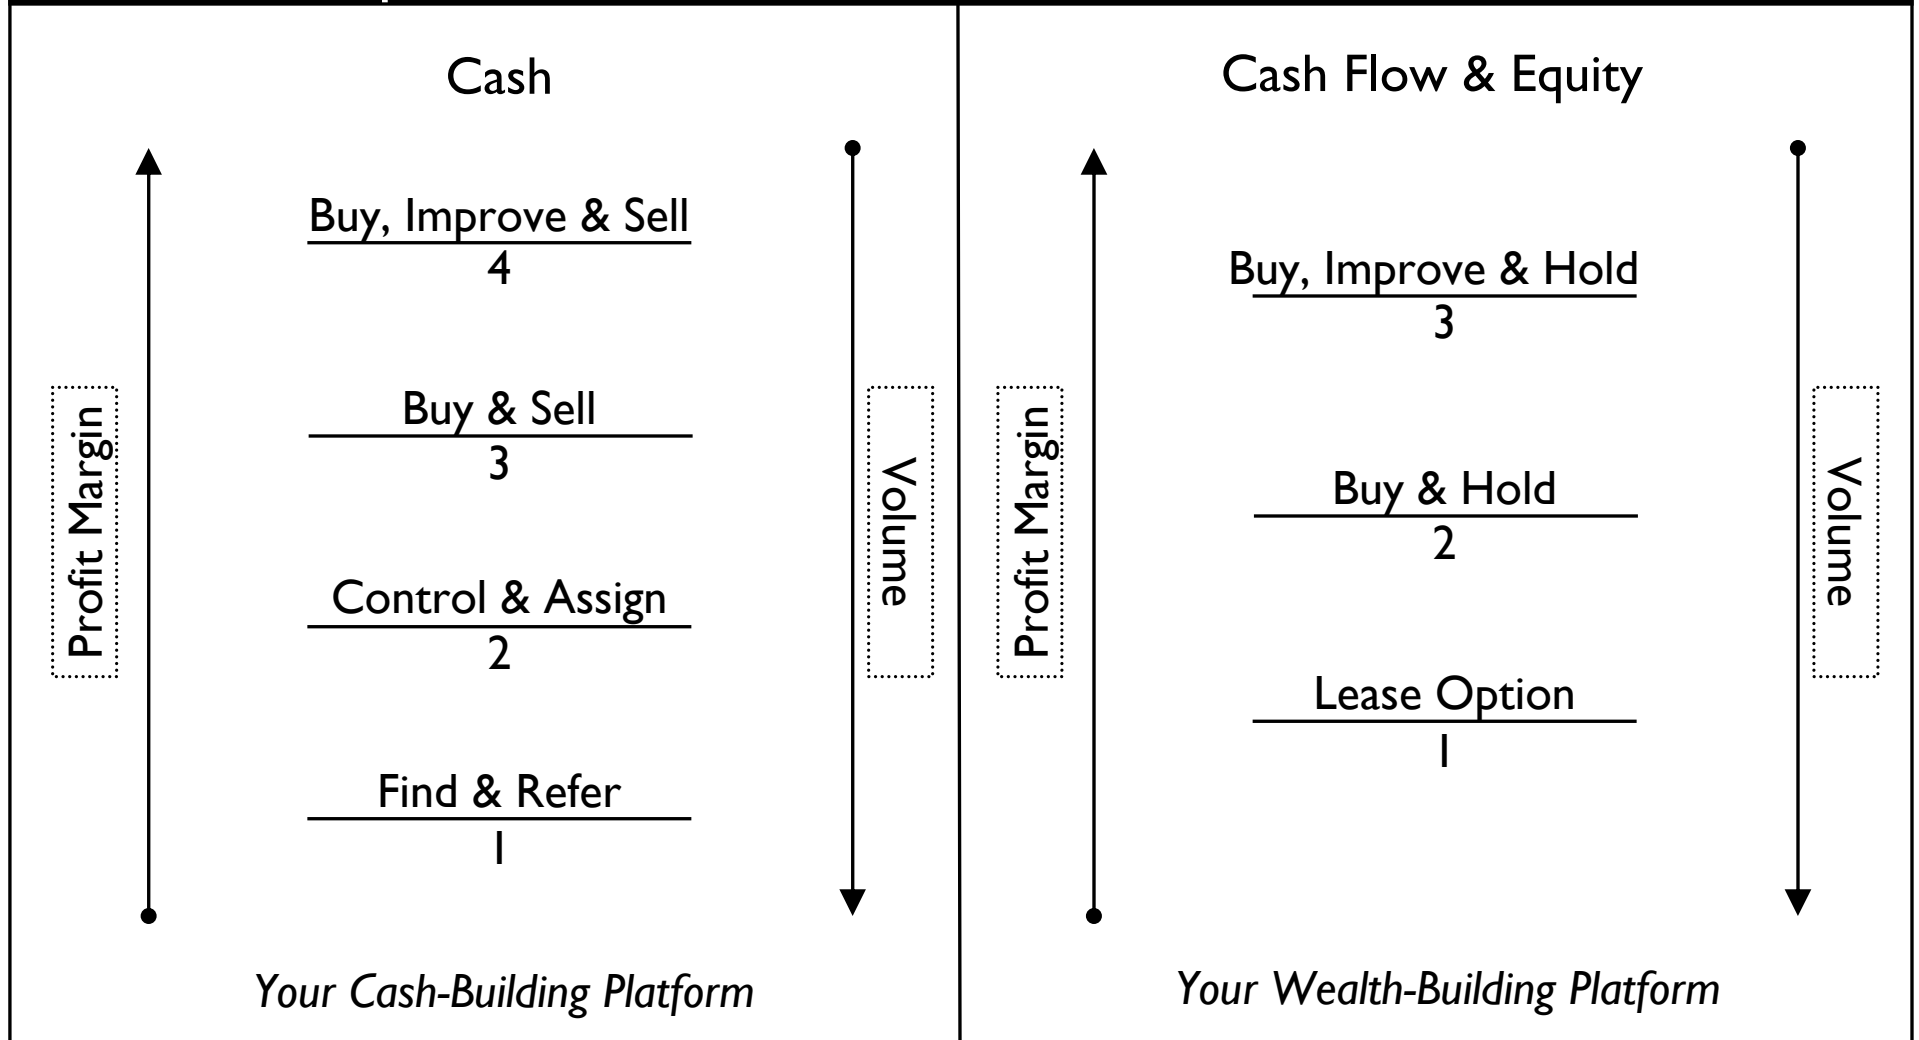 Cash
Profit Margin
Buy, Improve & Sell
4
Buy & Sell
3
Control & Assign
2
Find & Refer
1
Volume
Your Cash-Building Platform
Cash Flow & Equity
Profit Margin
Buy, Improve & Hold
3
Buy & Hold
2
Lease Option
1
Volume
Your Wealth-Building Platform